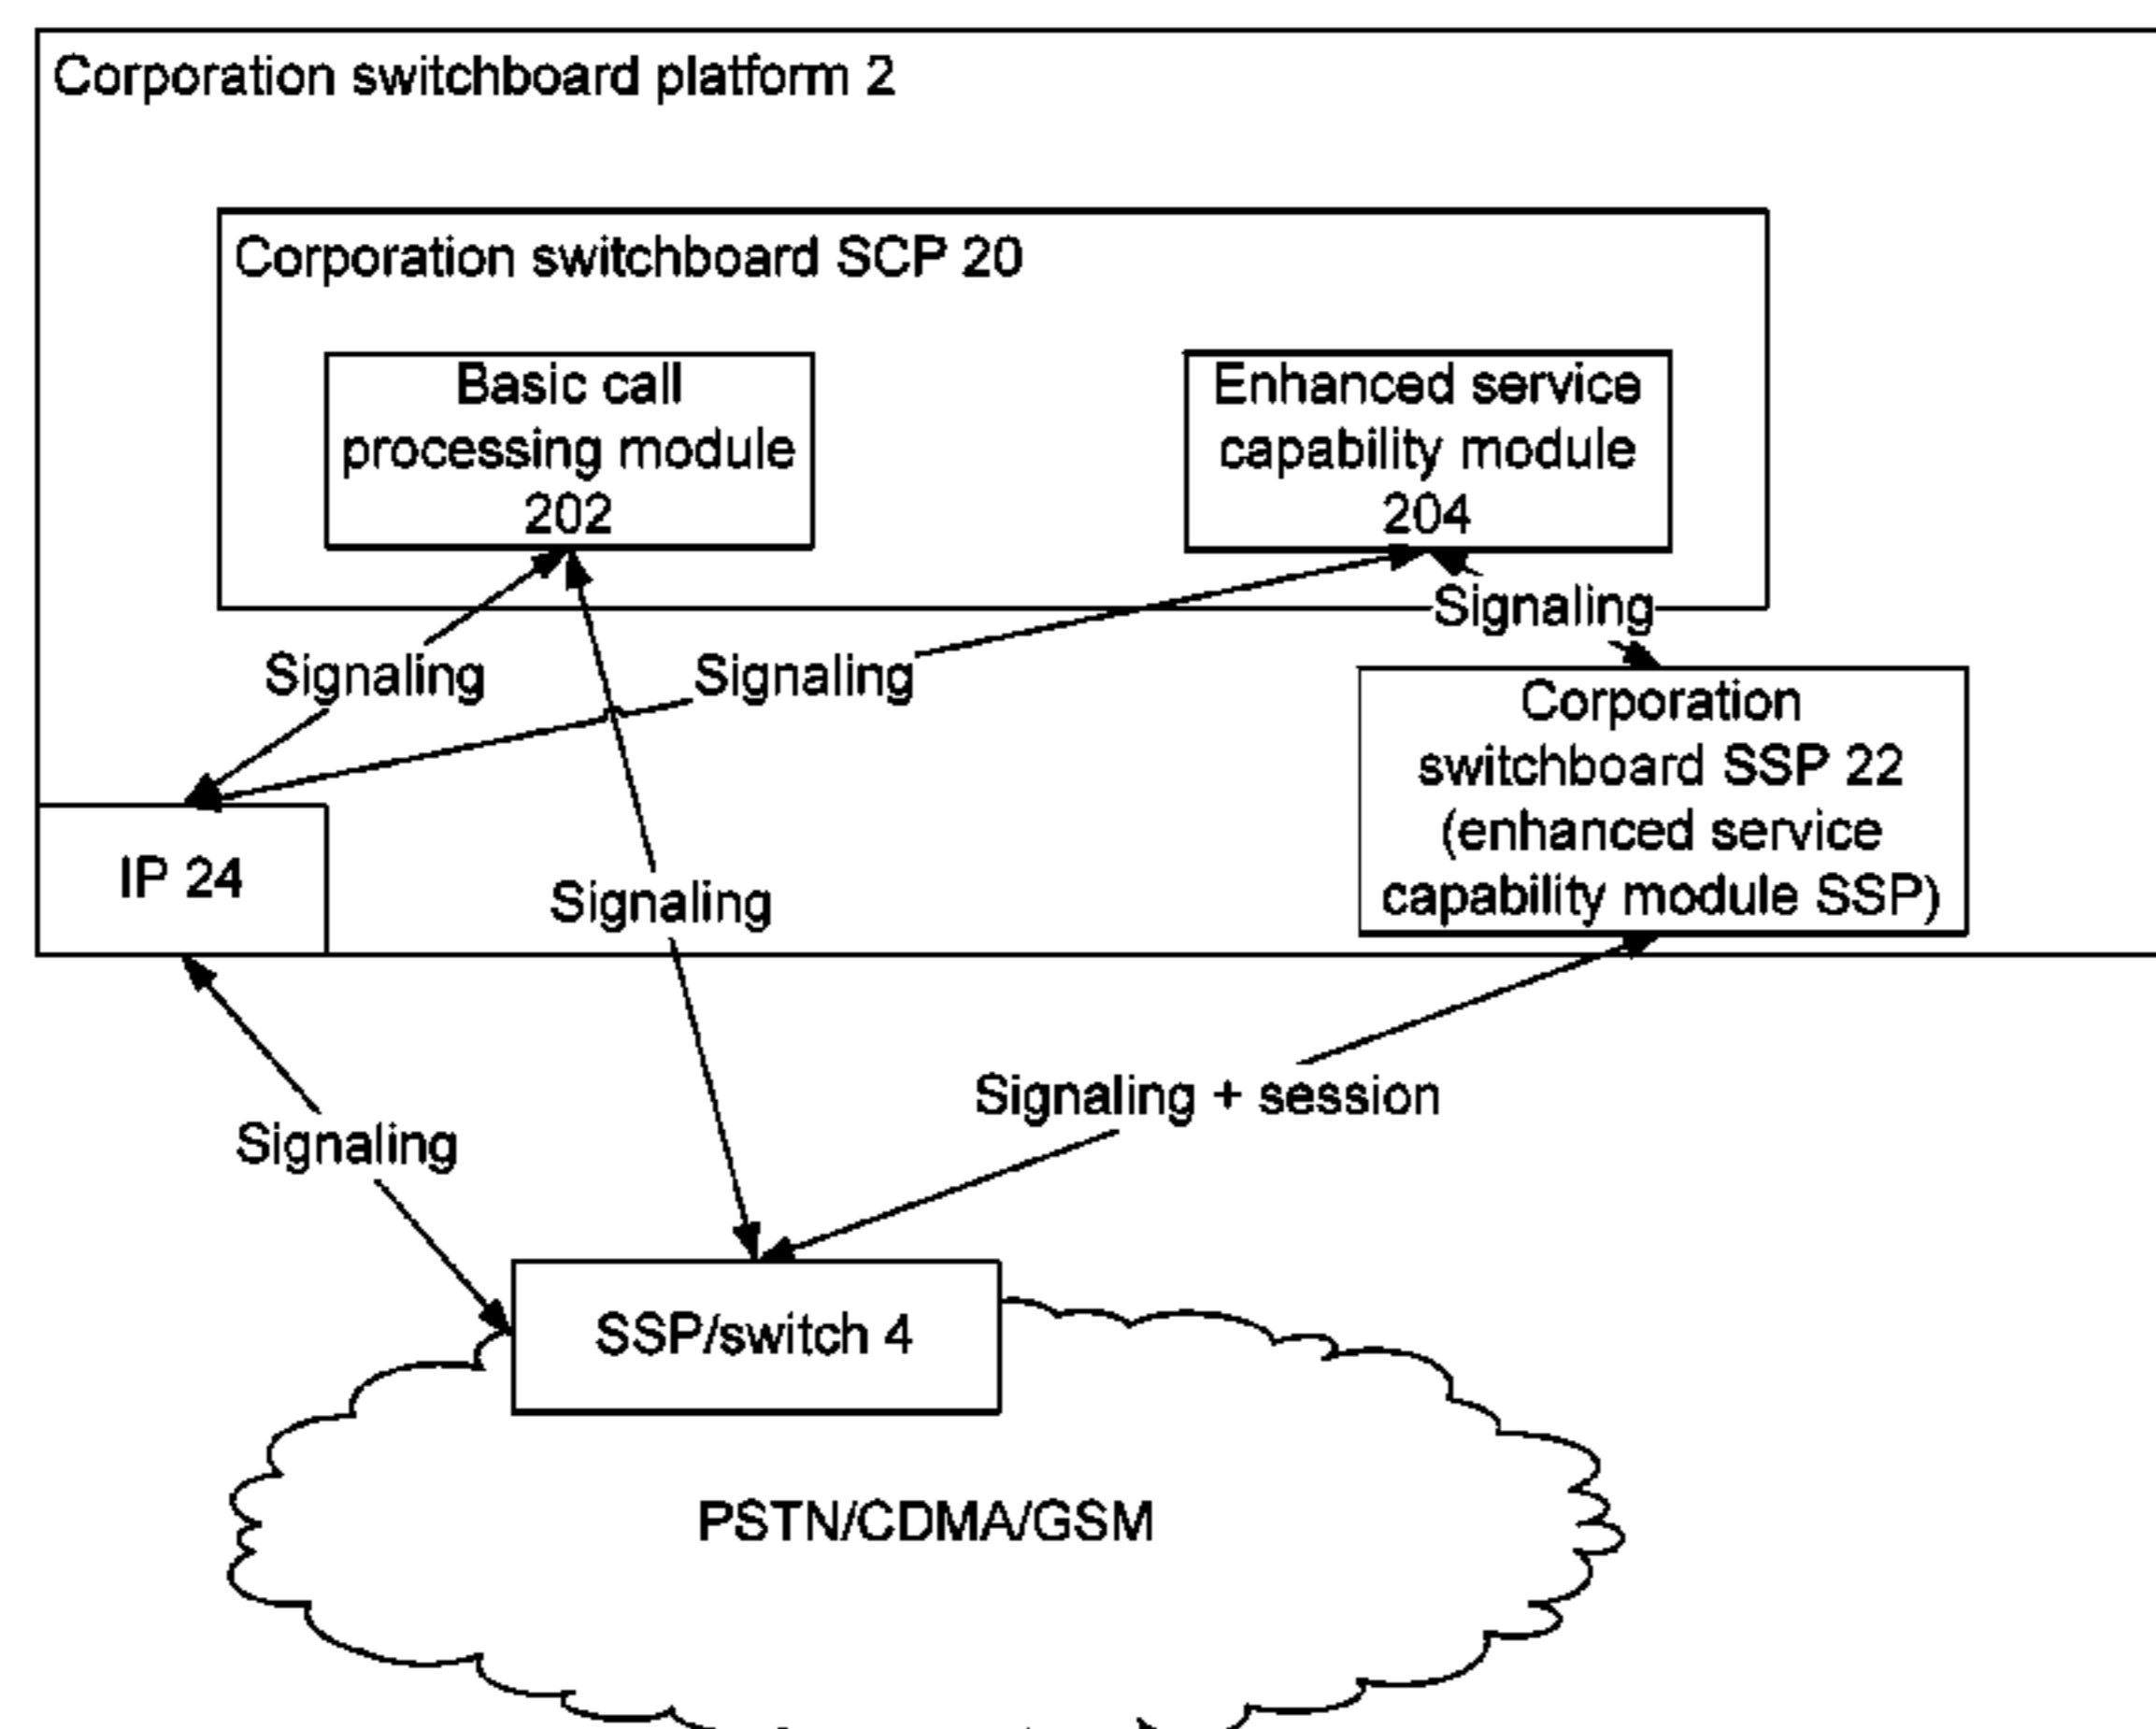 Corporation switchboard platform 2
Corporation switchboard SCP 20
Basic call
processing module
202
Enhanced service
capability module
204
Signaling
Signaling
Signaling
Corporation
switchboard SSP 22
(enhanced service
capability module SSP)
IP 24
Signaling
Signaling + session
Signaling
SSP/switch 4
PSTN/CDMA/GSM